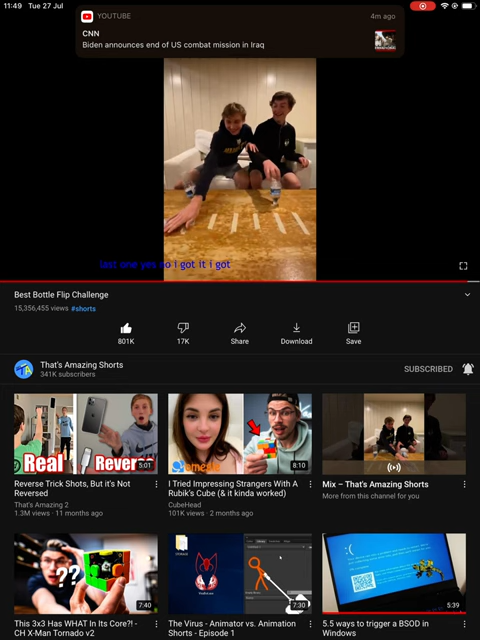 11:49 Tue 27 Jul
YOUTUBE
4m ago
CNN
Biden announces end of US combat mission in Iraq
last one yes so i got it i got
Best Bottle Flip Challenge
15,356,455 views #shorts
801K
17K
Share
Download
Save
That's Amazing Shorts
341K subscribers
SUBSCRIBED
Real
Reverse
5:01
Reverse Trick Shots, But it's Not Reversed
That's Amazing 2
1.3M views · 11 months ago
Omegle
8:10
I Tried Impressing Strangers With A
Rubik's Cube (& it kinda worked)
CubeHead
101K views · 2 months ago
Mix – That's Amazing Shorts
More from this channel for you
??
7:40
This 3x3 Has WHAT In Its Core?! -
CH X-Man Tornado v2
7:30
The Virus - Animator vs. Animation
Shorts - Episode 1
:(
5:39
5.5 ways to trigger a BSOD in
Windows